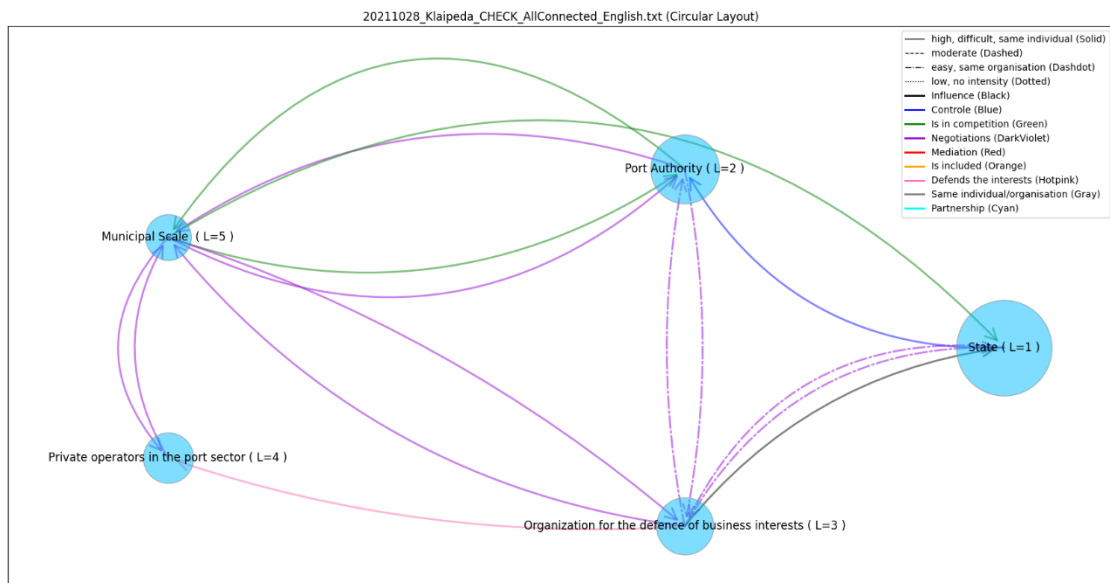 20211028_Klaipeda_CHECK_AllConnected_English.txt (Circular Layout)
high, difficult, same individual (Solid)
moderate (Dashed)
easy, same organisation (Dashdot)
low, no intensity (Dotted)
Influence (Black)
Controle (Blue)
Is in competition (Green)
Negotiations (DarkViolet)
Mediation (Red)
Is included (Orange)
Defends the interests (Hotpink)
Same individual/organisation (Gray)
Partnership (Cyan)
Port Authority ( L=2 )
Municipal Scale  ( L=5 )
State ( L=1 )
Private operators in the port sector ( L=4 )
Organization for the defence of business interests ( L=3 )